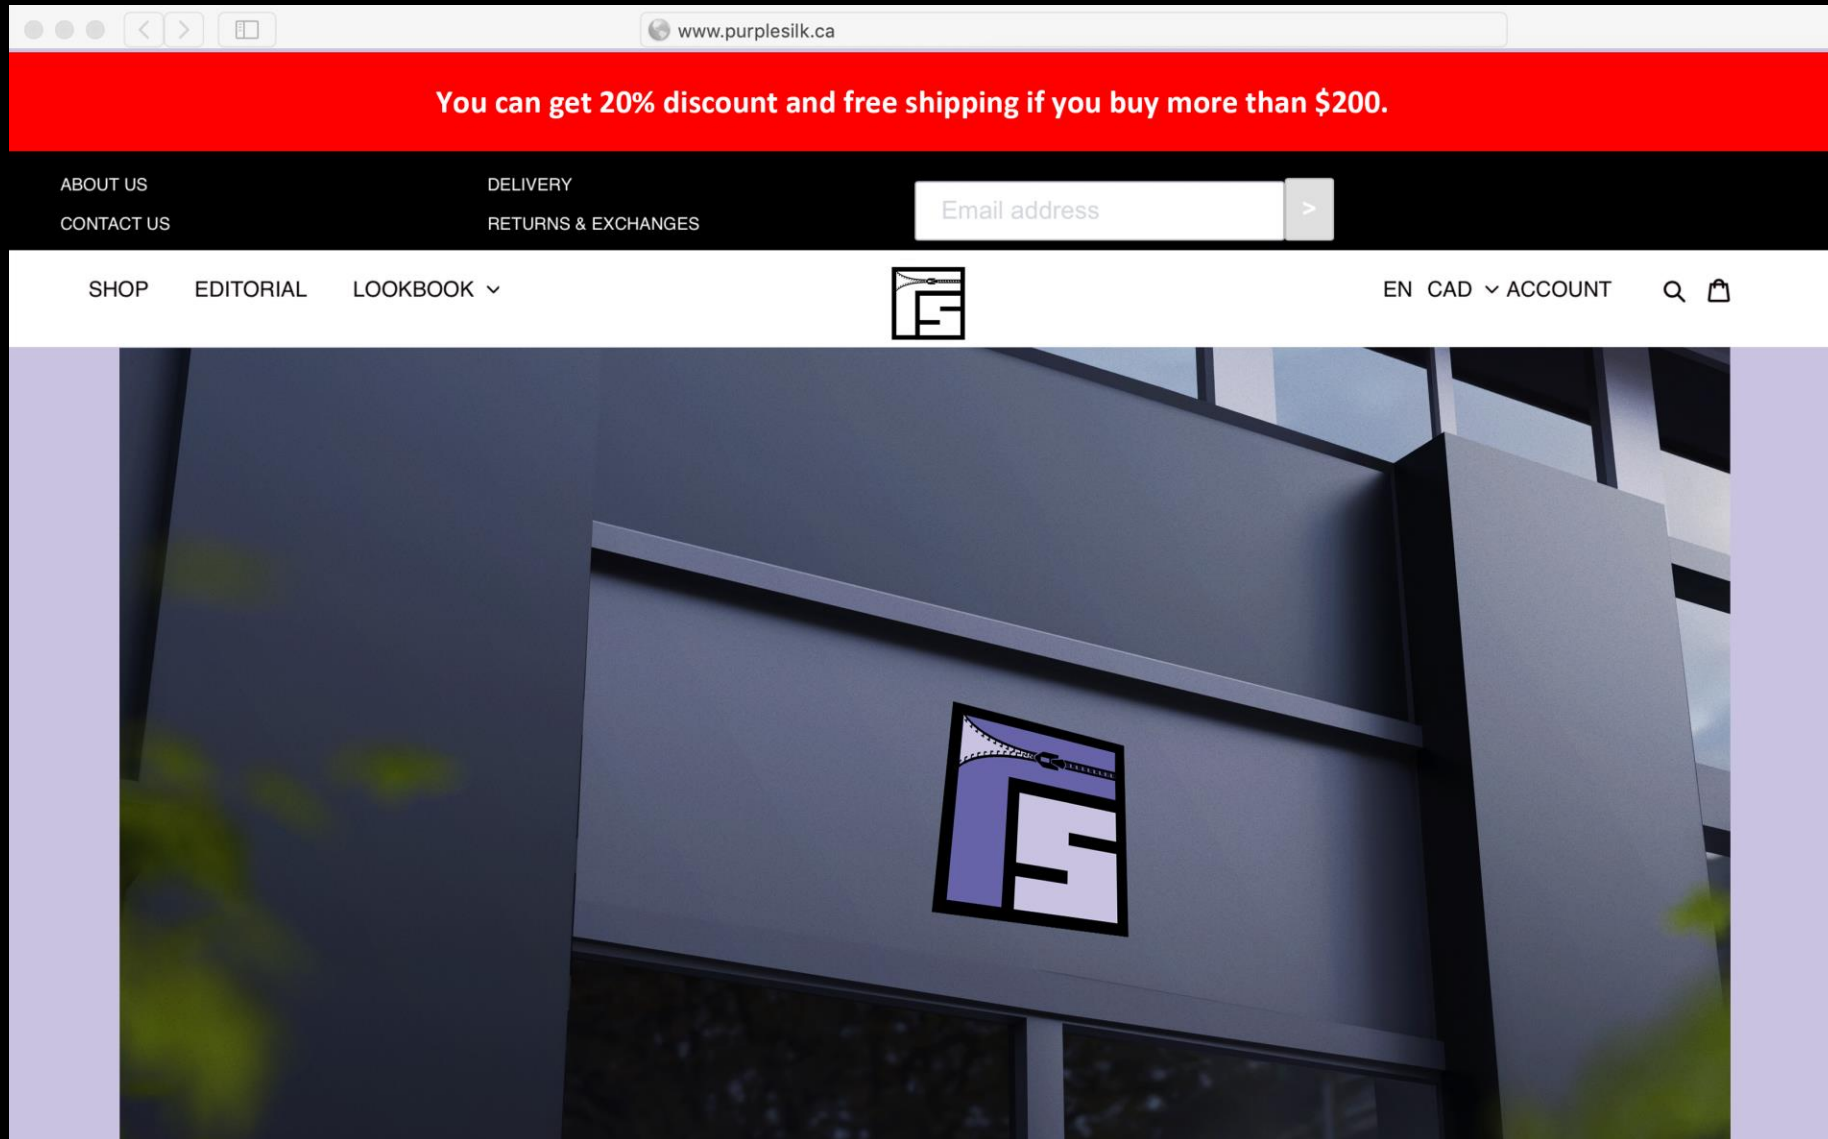 www.purplesilk.ca
You can get 20% discount and free shipping if you buy more than $200.
ABOUT US
DELIVERY
Email address
>
CONTACT US
RETURNS & EXCHANGES
SHOP EDITORIAL LOOKBOOK
EN CAD ACCOUNT